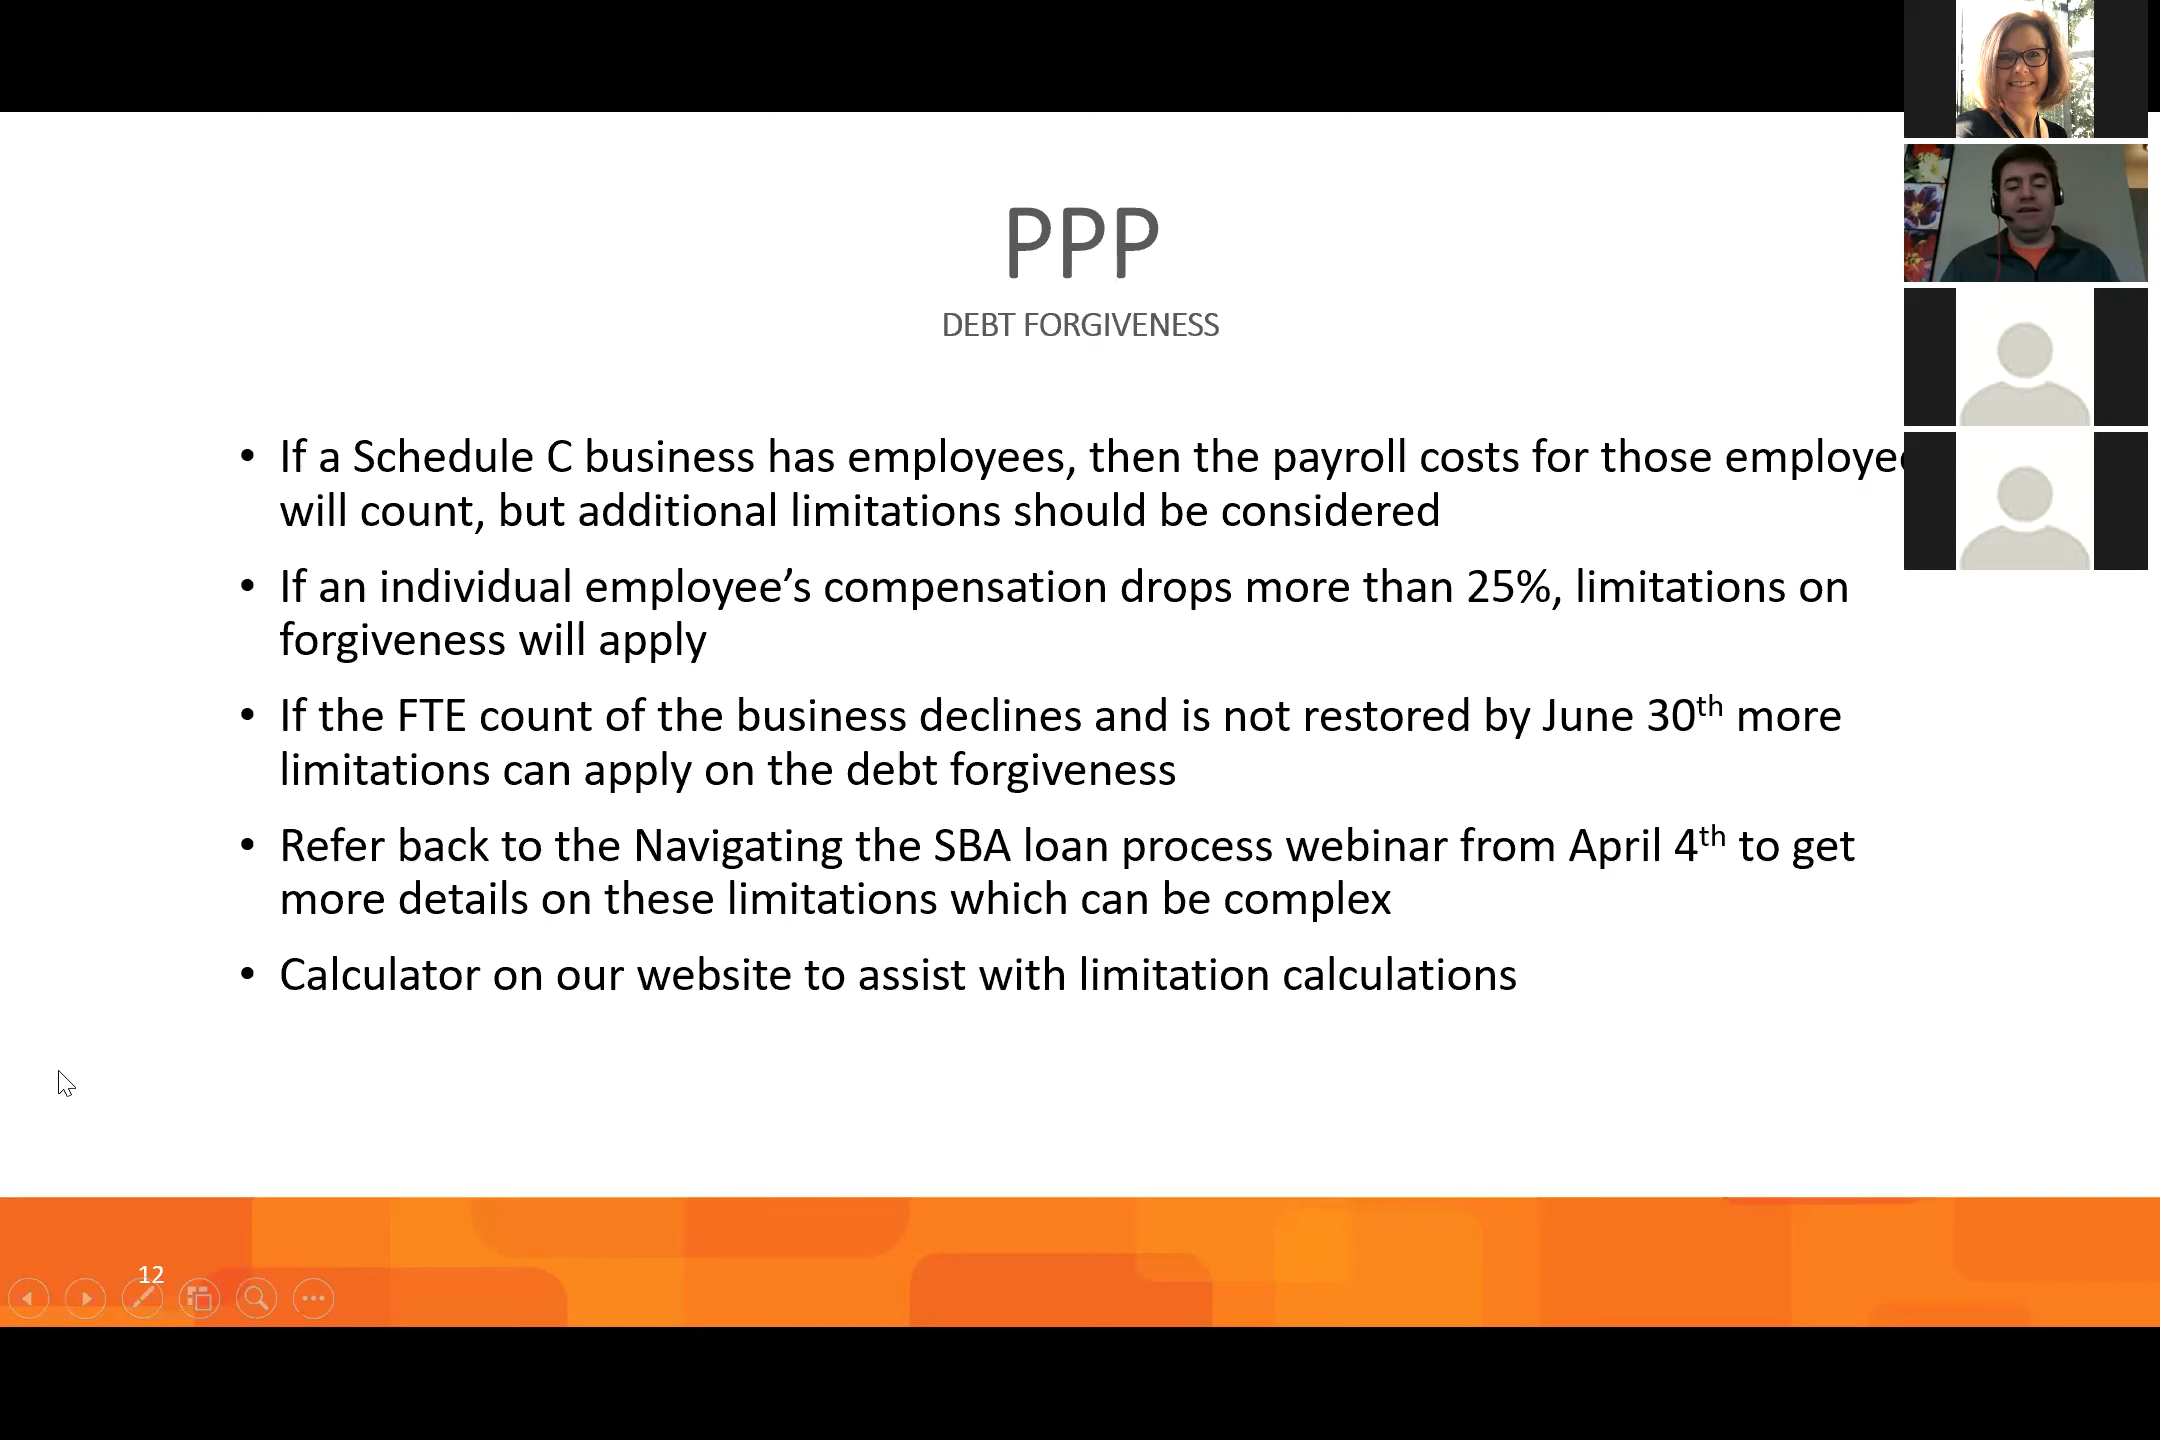 PPP
DEBT FORGIVENESS
• If a Schedule C business has employees, then the payroll costs for those
will count, but additional limitations should be considered
• If an individual employee’s compensation drops more than 25%, limitations on
forgiveness will apply
• If the FTE count of the business declines and is not restored by June 30th more
limitations can apply on the debt forgiveness
• Refer back to the Navigating the SBA loan process webinar from April 4th to get
more details on these limitations which can be complex
• Calculator on our website to assist with limitation calculations
12